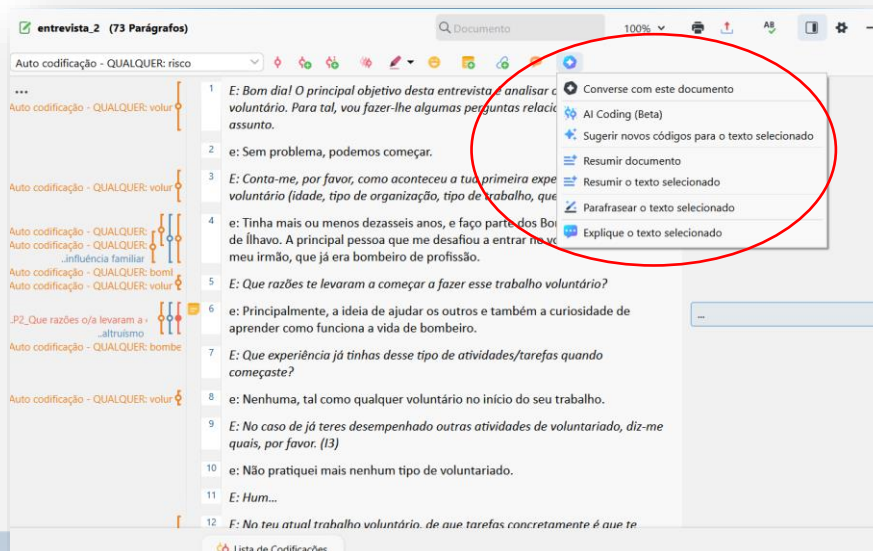 entrevista_2 (73 Parágrafos)
Documento
100%
AB
Auto codificação - QUALQUER: risco
...
Auto codificação - QUALQUER: volur
1 E: Bom dia! O principal objetivo desta entrevista é analisar
voluntário. Para tal, vou fazer-lhe algumas perguntas relacio
assunto.
2 e: Sem problema, podemos começar.
Auto codificação - QUALQUER: volur
3 E: Conta-me, por favor, como aconteceu a tua primeira expe
voluntário (idade, tipo de organização, tipo de trabalho, que
Auto codificação - QUALQUER:
Auto codificação - QUALQUER:
..influência familiar
Auto codificação - QUALQUER: boml
Auto codificação - QUALQUER: volur
4 e: Tinha mais ou menos dezasseis anos, e faço parte dos Bo
de Ílhavo. A principal pessoa que me desafiou a entrar no vo
meu irmão, que já era bombeiro de profissão.
5 E: Que razões te levaram a começar a fazer esse trabalho voluntário?
..P2_Que razões o/a levaram a
..altruísmo
Auto codificação - QUALQUER: bombe
6 e: Principalmente, a ideia de ajudar os outros e também a curiosidade de
aprender como funciona a vida de bombeiro.
...
7 E: Que experiência já tinhas desse tipo de atividades/tarefas quando
começaste?
Auto codificação - QUALQUER: volur
8 e: Nenhuma, tal como qualquer voluntário no início do seu trabalho.
9 E: No caso de já teres desempenhado outras atividades de voluntariado, diz-me
quais, por favor. (I3)
10 e: Não pratiquei mais nenhum tipo de voluntariado.
11 E: Hum...
12 E: No teu atual trabalho voluntário, de que tarefas concretamente é que te
Lista de Codificações
Converse com este documento
AI Coding (Beta)
Sugerir novos códigos para o texto selecionado
Resumir documento
Resumir o texto selecionado
Parafrasear o texto selecionado
Explique o texto selecionado